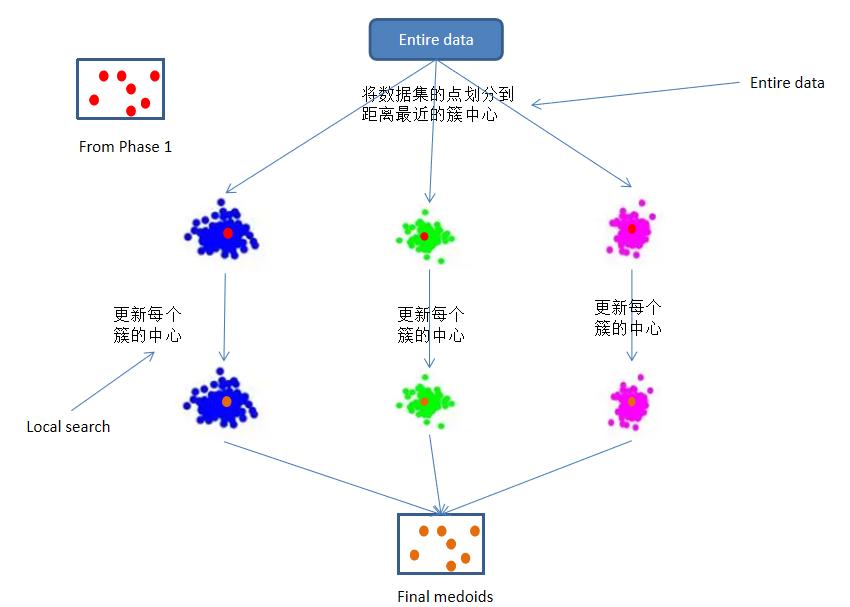 Entire data
将数据集的点划分到
距离最近的簇中心
Entire data
From Phase 1
更新每个
簇的中心
更新每个
簇的中心
更新每个
簇的中心
Local search
Final medoids